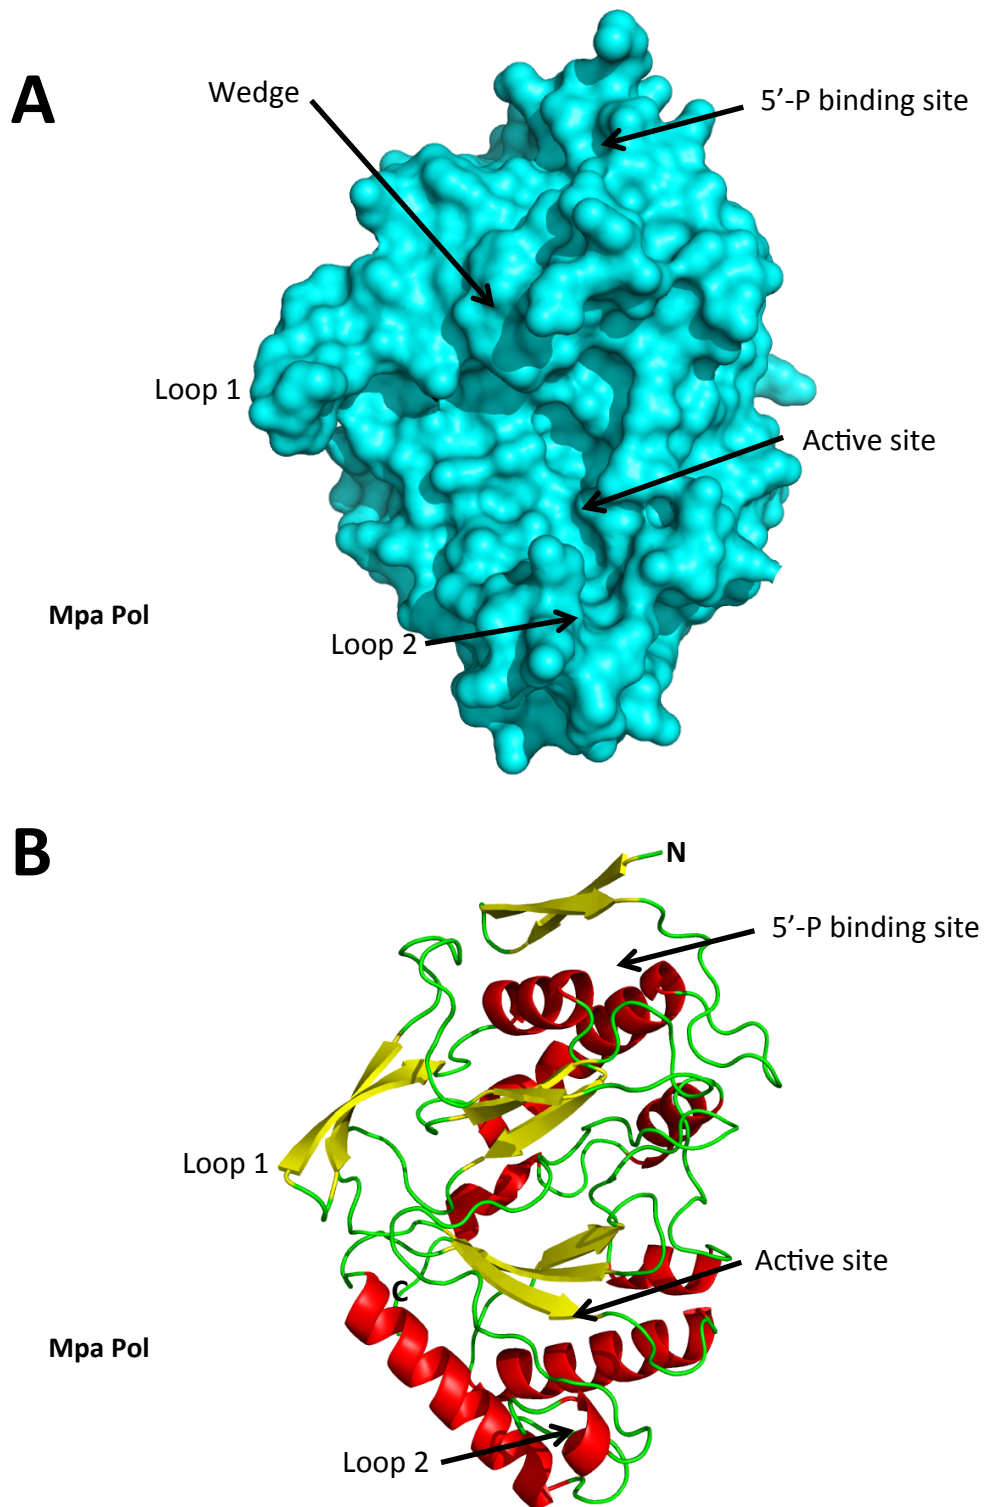 A
Wedge
5’-P binding site
Loop 1
Active site
Mpa Pol
Loop 2
B
N
5’-P binding site
Loop 1
Active site
C
Mpa Pol
Loop 2